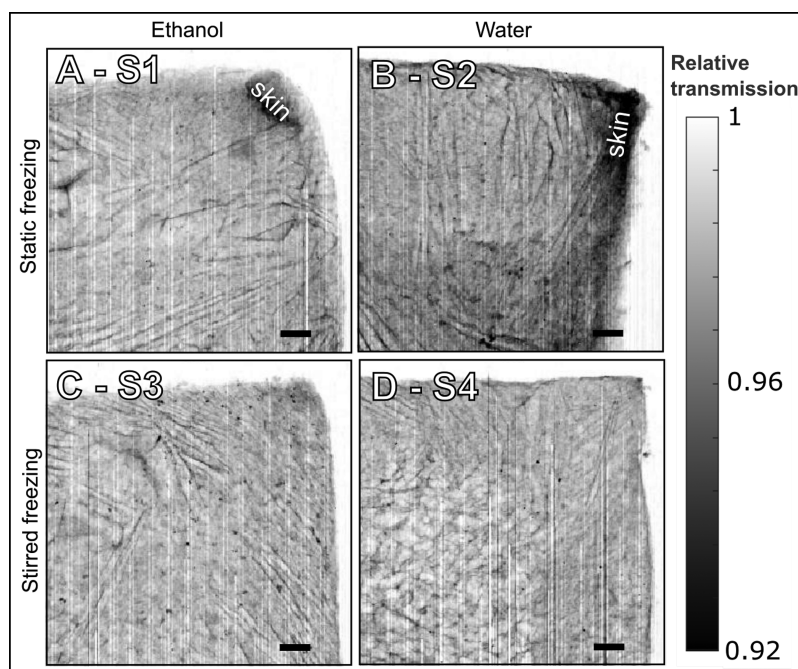 Ethanol
Water
Static freezing
Stirred freezing
A - S1
skin
B - S2
skin
C - S3
D - S4
Relative
transmission
1
0.96
0.92